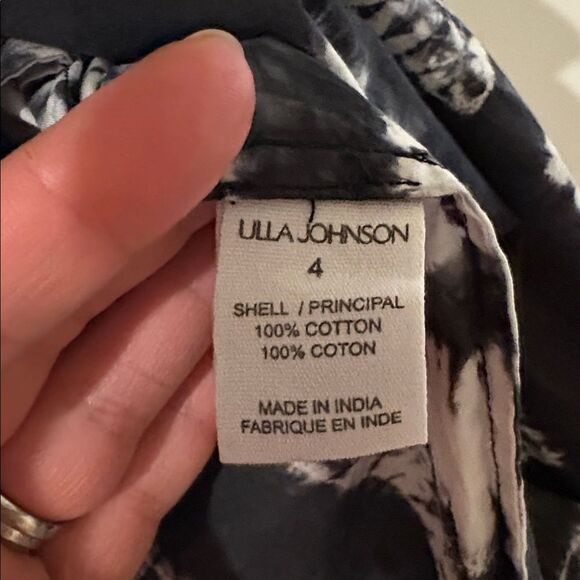 ULLA JOHNSON
4
SHELL / PRINCIPAL
100% COTTON
100% COTON
MADE IN INDIA
FABRIQUE EN INDE